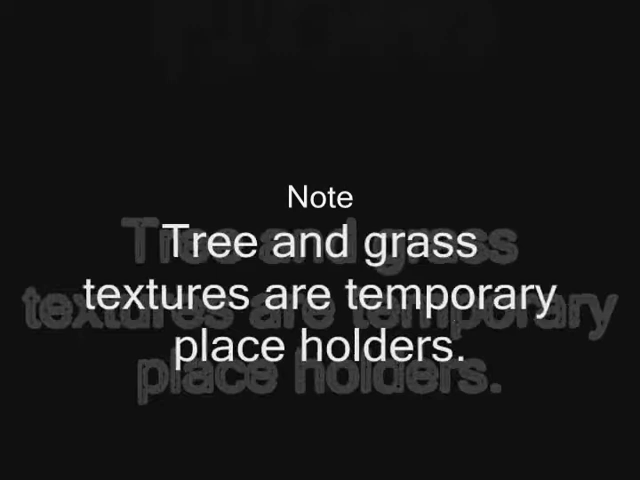 Note
Tree and grass
textures are temporary
place holders.